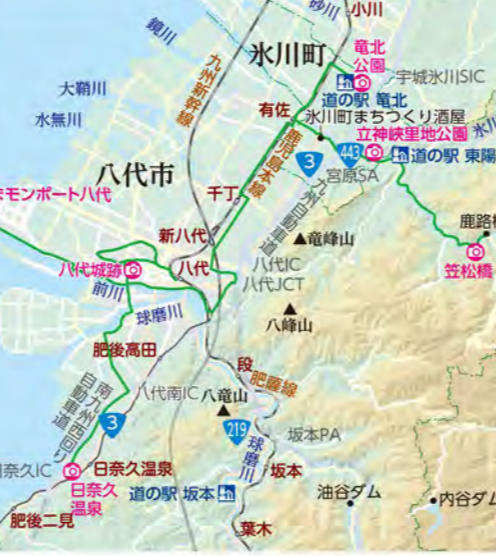 小川
砂川
鏡川
氷川町
竜北
公園
宇城氷川SIC
九州新幹線
大鞘川
道の駅 竜北
有佐
氷川町まちつくり酒屋
水無川
立神峡里地公園
氷川
鹿児島本線
3
443
道の駅 東陽
八代市
宮原SA
モンポート八代
千丁
九州自動車道
鹿路
新八代
竜峰山
八代城跡
八代
八代IC
笠松橋
前川
八代JCT
球磨川
八峰山
肥後高田
段
肥薩線
南九州西回り
自動車道
八代南IC
八竜山
3
219
球磨川
坂本PA
奈久IC
日奈久温泉
坂本
日奈久
温泉
道の駅 坂本
油谷ダム
内谷ダム
肥後二見
葉木